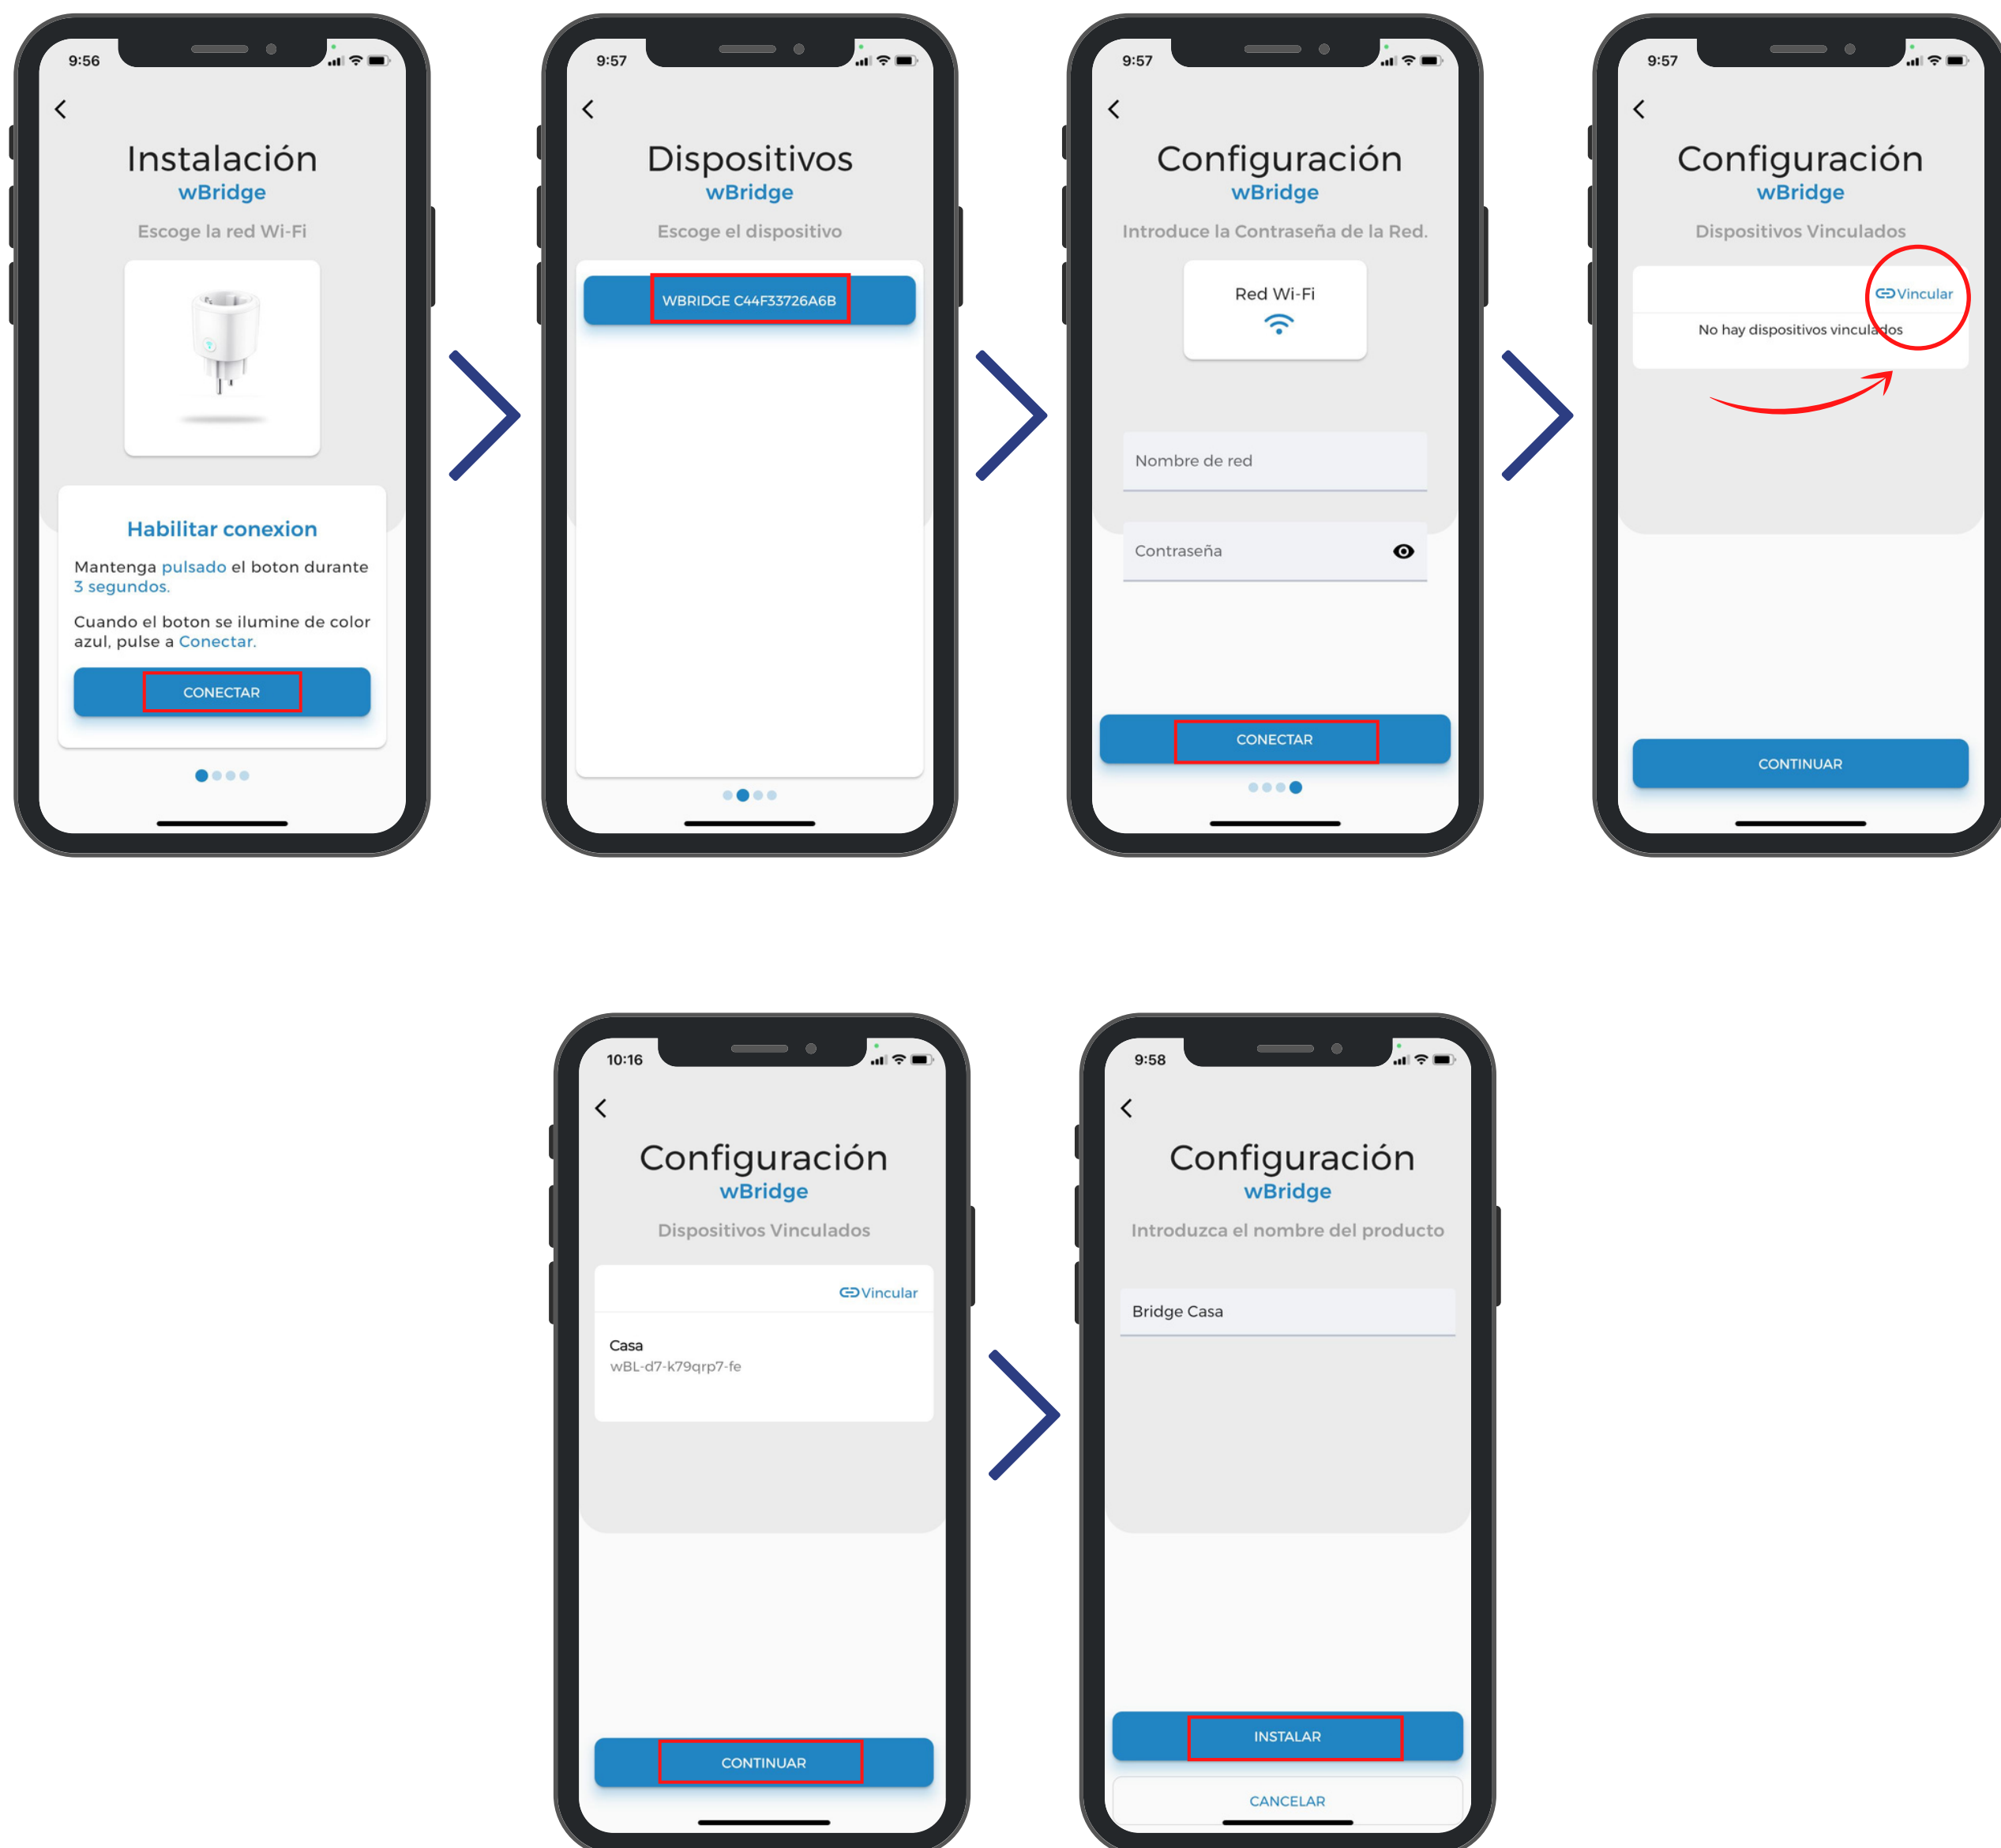 9:56
Instalación
wBridge
Escoge la red Wi-Fi
Habilitar conexion
Mantenga pulsado el boton durante
3 segundos.
Cuando el boton se ilumine de color
azul, pulse a Conectar.
CONECTAR
9:57
Dispositivos
wBridge
Escoge el dispositivo
WBRIDGE C44F33726A6B
9:57
Configuración
wBridge
Introduce la Contraseña de la Red.
Red Wi-Fi
Nombre de red
Contraseña
CONECTAR
9:57
Configuración
wBridge
Dispositivos Vinculados
Vincular
No hay dispositivos vinculados
CONTINUAR
10:16
Configuración
wBridge
Dispositivos Vinculados
Vincular
Casa
wBL-d7-k79qrp7-fe
CONTINUAR
9:58
Configuración
wBridge
Introduzca el nombre del producto
Bridge Casa
INSTALAR
CANCELAR